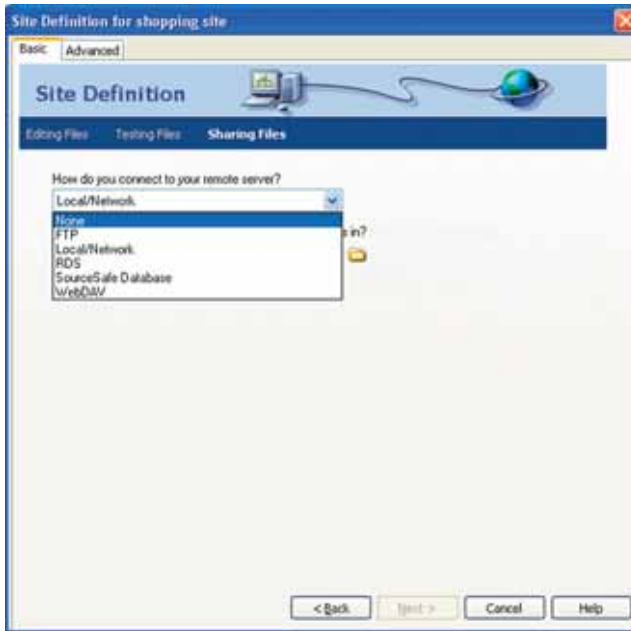 Site Definition for shopping site
Basic Advanced
Site Definition
Editing Files Testing Files Sharing Files
How do you connect to your remote server?
Local/Network
None
FTP
s in?
Local/Network
RDS
SourceSafe Database
WebDAV
< Back Next > Cancel Help